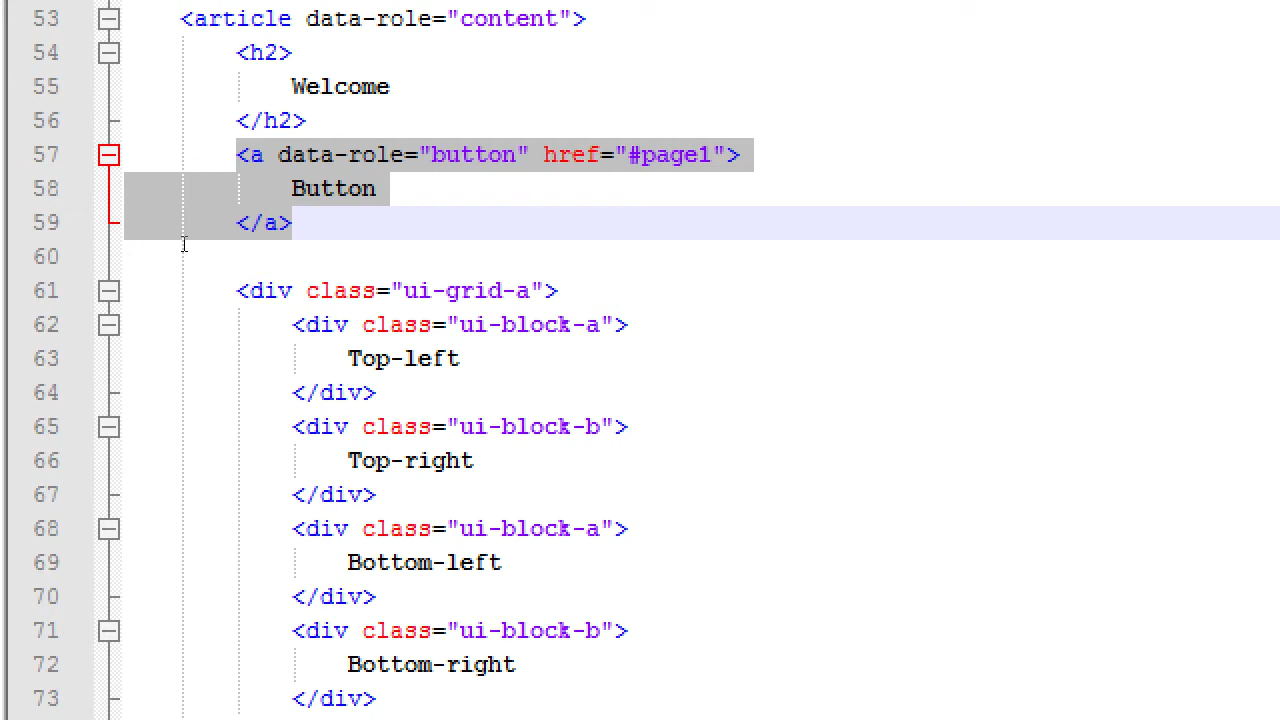 53 <article data-role="content">
54 <h2>
55 Welcome
56 </h2>
57 <a data-role="button" href="#page1">
58 Button
59 </a>
60
61 <div class="ui-grid-a">
62 <div class="ui-block-a">
63 Top-left
64 </div>
65 <div class="ui-block-b">
66 Top-right
67 </div>
68 <div class="ui-block-a">
69 Bottom-left
70 </div>
71 <div class="ui-block-b">
72 Bottom-right
73 </div>